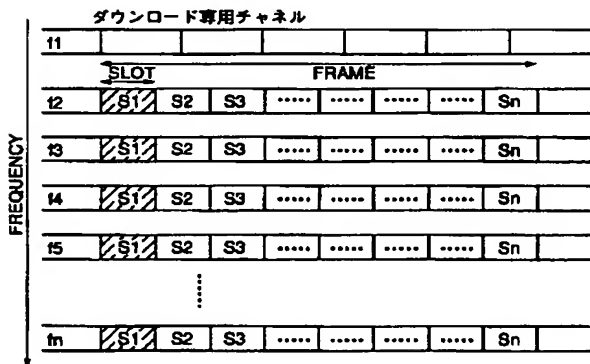 ダウンロード専用チャネル
f1
SLOT FRAME
f2 S1 S2 S3 ..... ..... ..... ..... Sn
f3 S1 S2 S3 ..... ..... ..... ..... Sn
f4 S1 S2 S3 ..... ..... ..... ..... Sn
f5 S1 S2 S3 ..... ..... ..... ..... Sn
fn S1 S2 S3 ..... ..... ..... ..... Sn
FREQUENCY